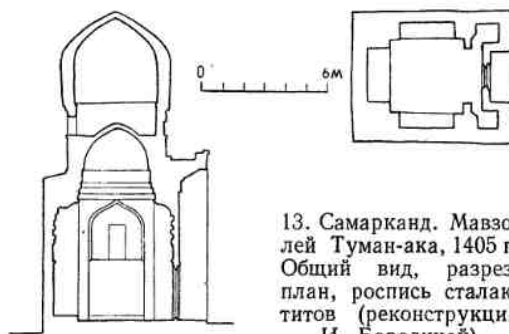 0 6м
13. Самарканд. Мавзо
лей Туман-ака, 1405 г
Общий вид, разрез
план, роспись сталак
титов (реконструкци
И.